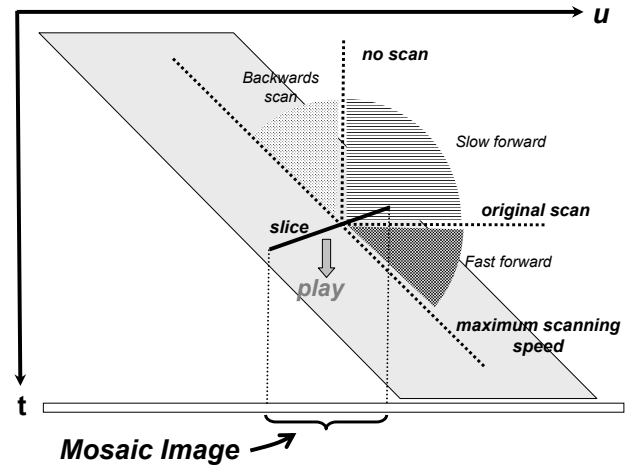 u
no scan
Backwards
scan
Slow forward
original scan
slice
Fast forward
play
maximum scanning
speed
t
Mosaic Image